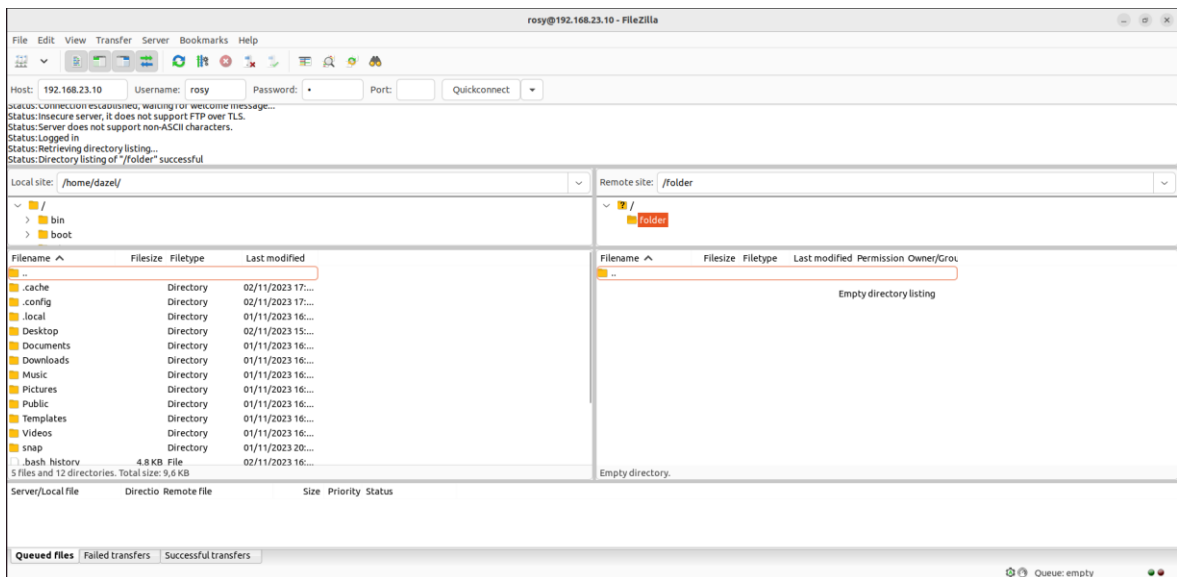 rosy@192.168.23.10 - FileZilla
File Edit View Transfer Server Bookmarks Help
Host: 192.168.23.10 Username: rosy Password: • Port: Quickconnect
Status:Connection established, waiting for welcome message...
Status:Insecure server, it does not support FTP over TLS.
Status:Server does not support non-ASCII characters.
Status:Logged in
Status:Retrieving directory listing...
Status:Directory listing of "/folder" successful
Local site: /home/dazel/
/
bin
boot
Remote site: /folder
/
folder
Filename Filesize Filetype Last modified
..
.cache Directory 02/11/2023 17:...
.config Directory 02/11/2023 17:...
.local Directory 01/11/2023 16:...
Desktop Directory 02/11/2023 15:...
Documents Directory 01/11/2023 16:...
Downloads Directory 01/11/2023 16:...
Music Directory 01/11/2023 16:...
Pictures Directory 01/11/2023 16:...
Public Directory 01/11/2023 16:...
Templates Directory 01/11/2023 16:...
Videos Directory 01/11/2023 16:...
snap Directory 01/11/2023 20:...
.bash_history 4.8 KB File 02/11/2023 16:...
5 files and 12 directories. Total size: 9,6 KB
Filename Filesize Filetype Last modified Permission Owner/Grou
..
Empty directory listing
Empty directory.
Server/Local file Directio Remote file Size Priority Status
Queued files Failed transfers Successful transfers
Queue: empty